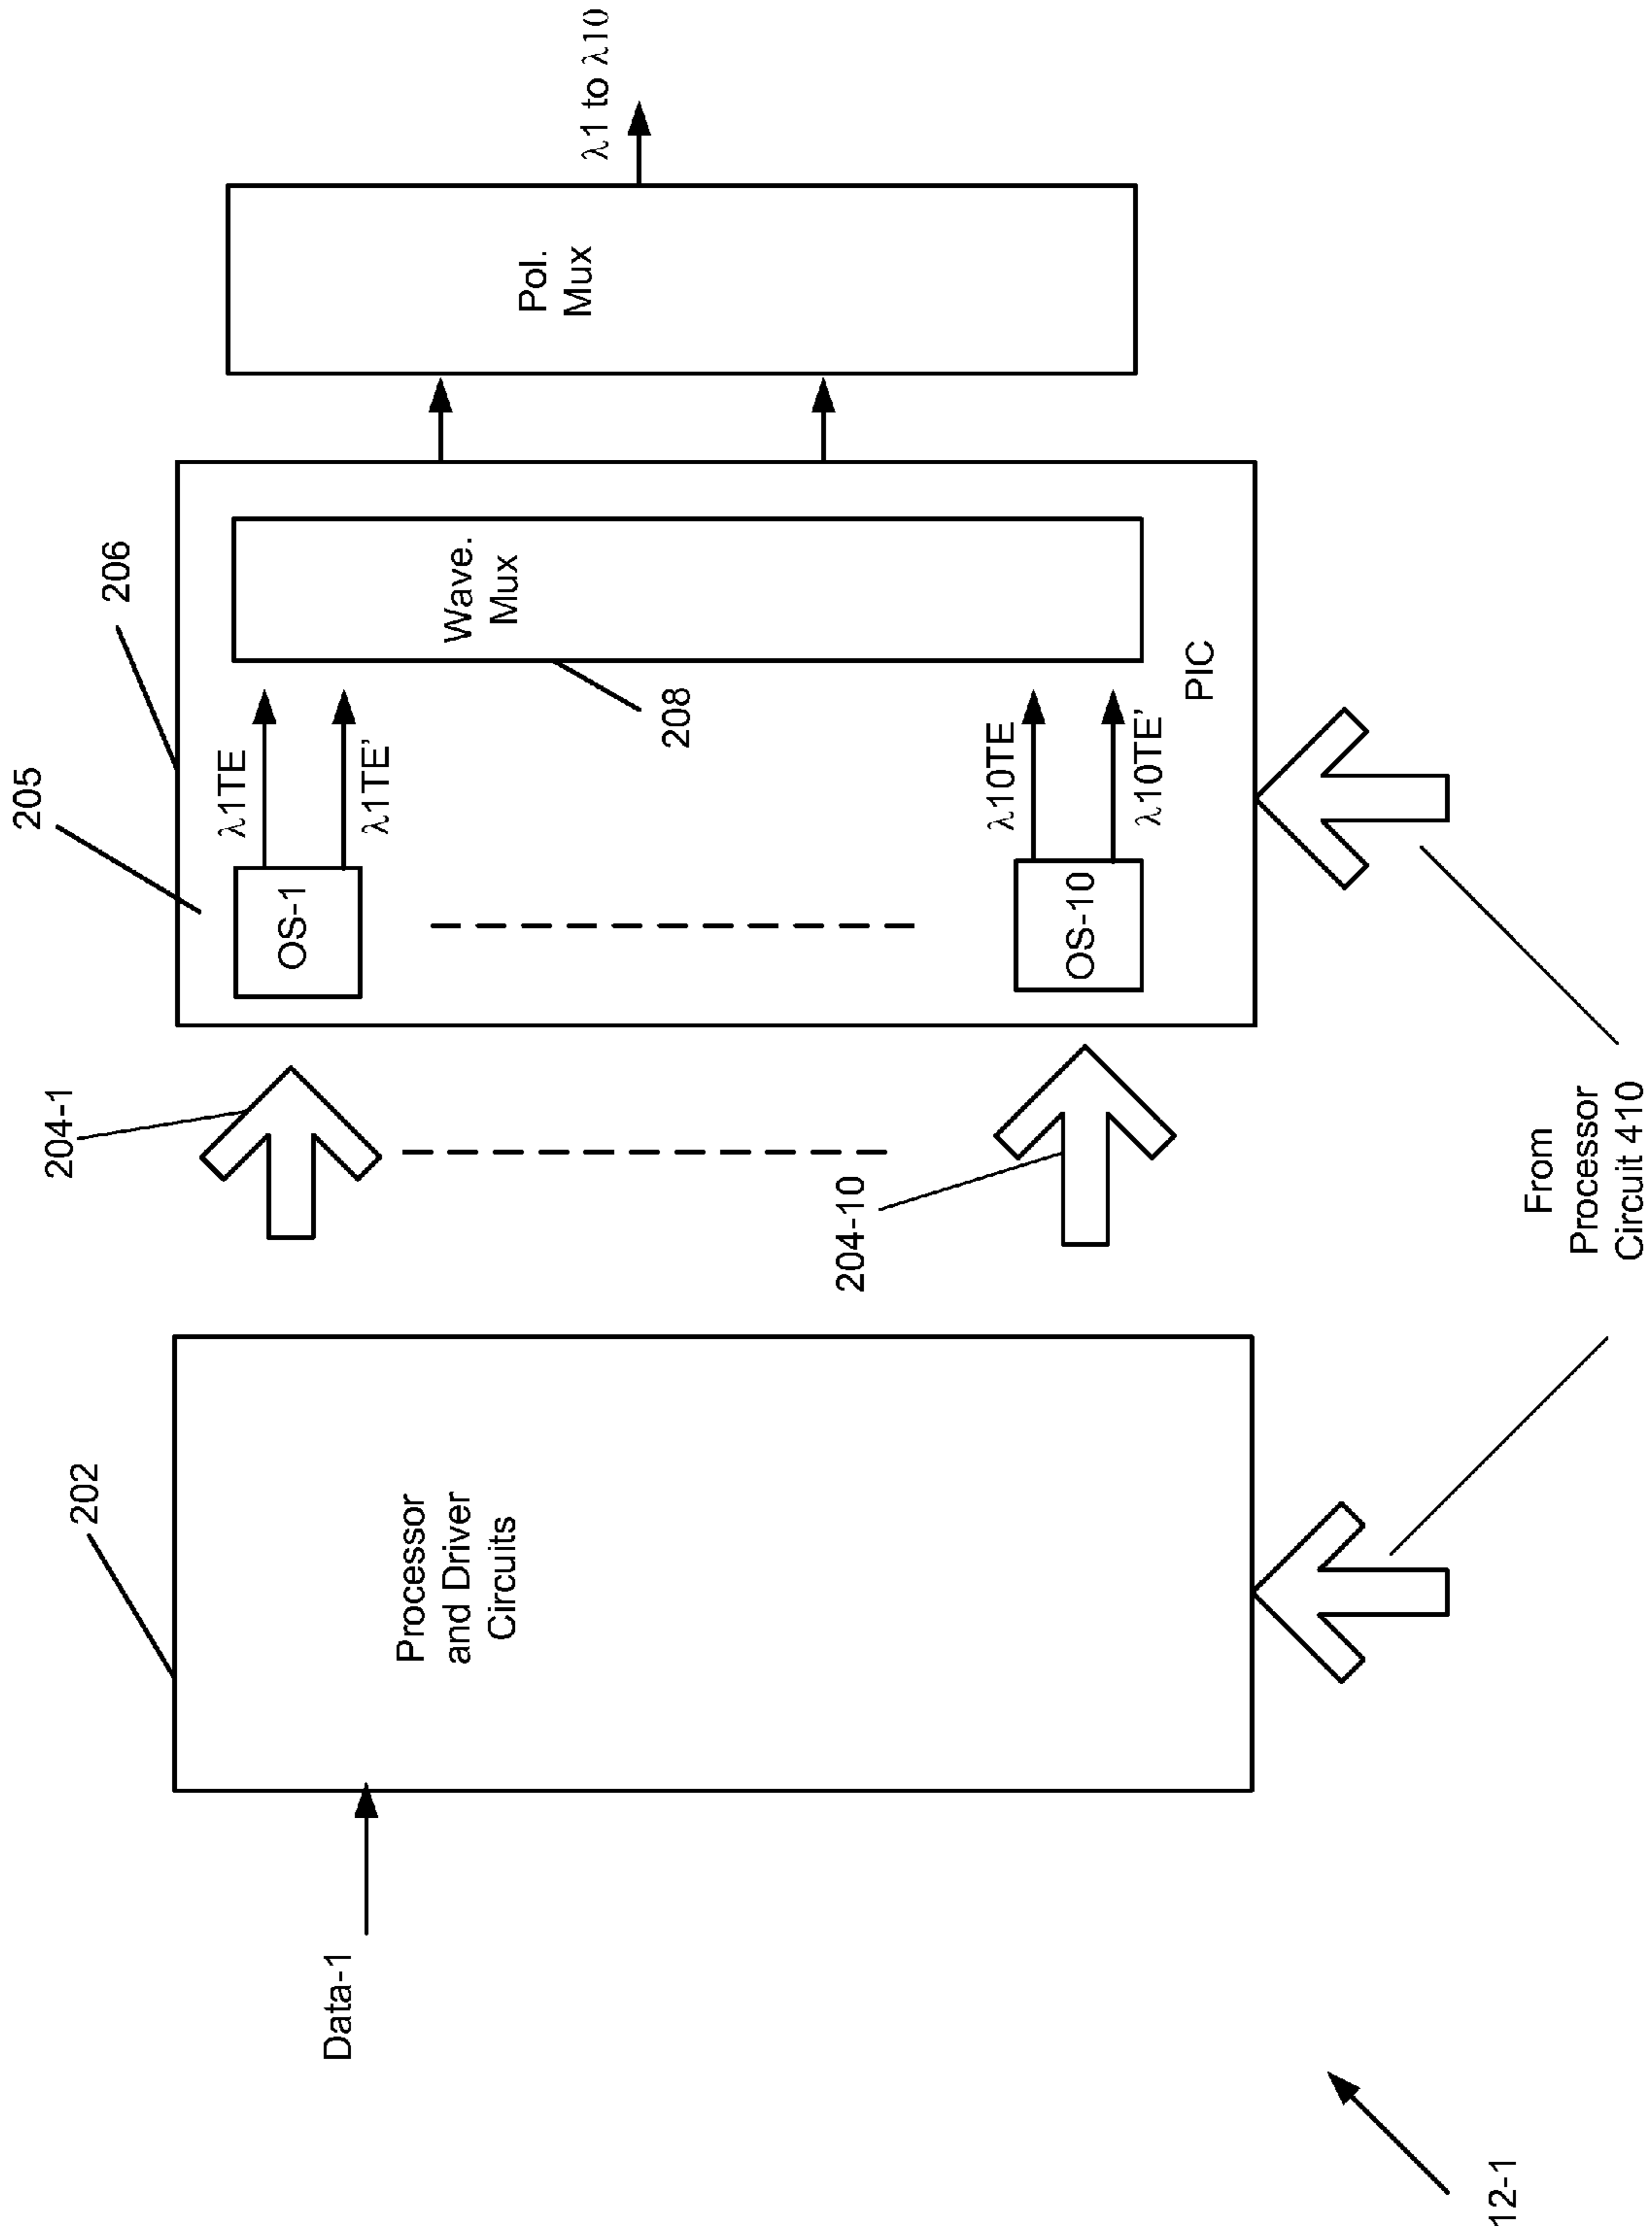 205
206
204-1
202
Data-1
Processor
and Driver
Circuits
204-10
OS-1
λ1TE
λ1TE’
OS-10
λ10TE
λ10TE’
Wave.
Mux
208
PIC
Pol.
Mux
λ1 to λ10
From
Processor
Circuit 410
12-1